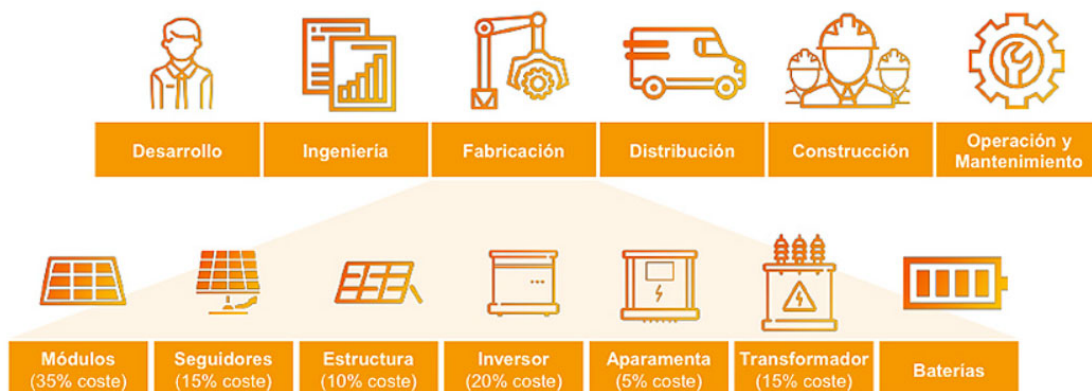 Desarrollo
Ingeniería
Fabricación
Distribución
Construcción
Operación y
Mantenimiento
Módulos
(35% coste)
Seguidores
(15% coste)
Estructura
(10% coste)
Inversor
(20% coste)
Aparamenta
(5% coste)
Transformador
(15% coste)
Baterías